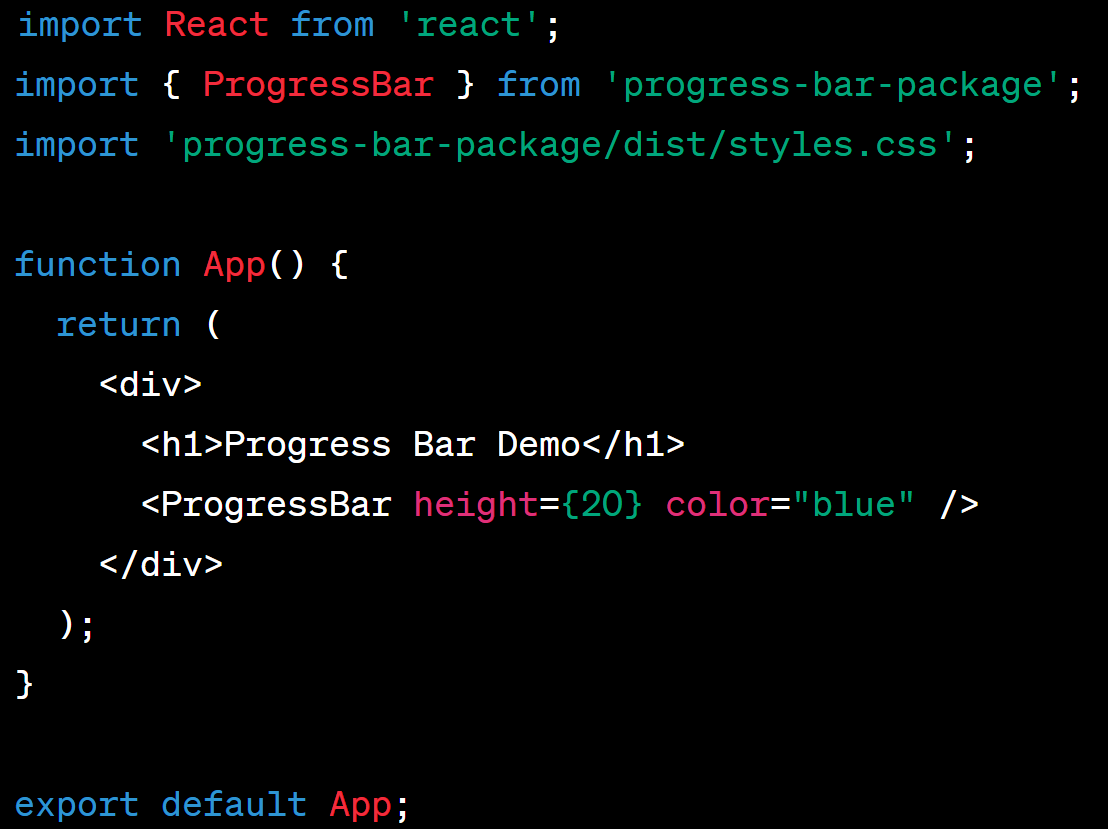 import React from 'react';
import { ProgressBar } from 'progress-bar-package';
import 'progress-bar-package/dist/styles.css';

function App() {
  return (
    <div>
      <h1>Progress Bar Demo</h1>
      <ProgressBar height={20} color="blue" />
    </div>
  );
}

export default App;